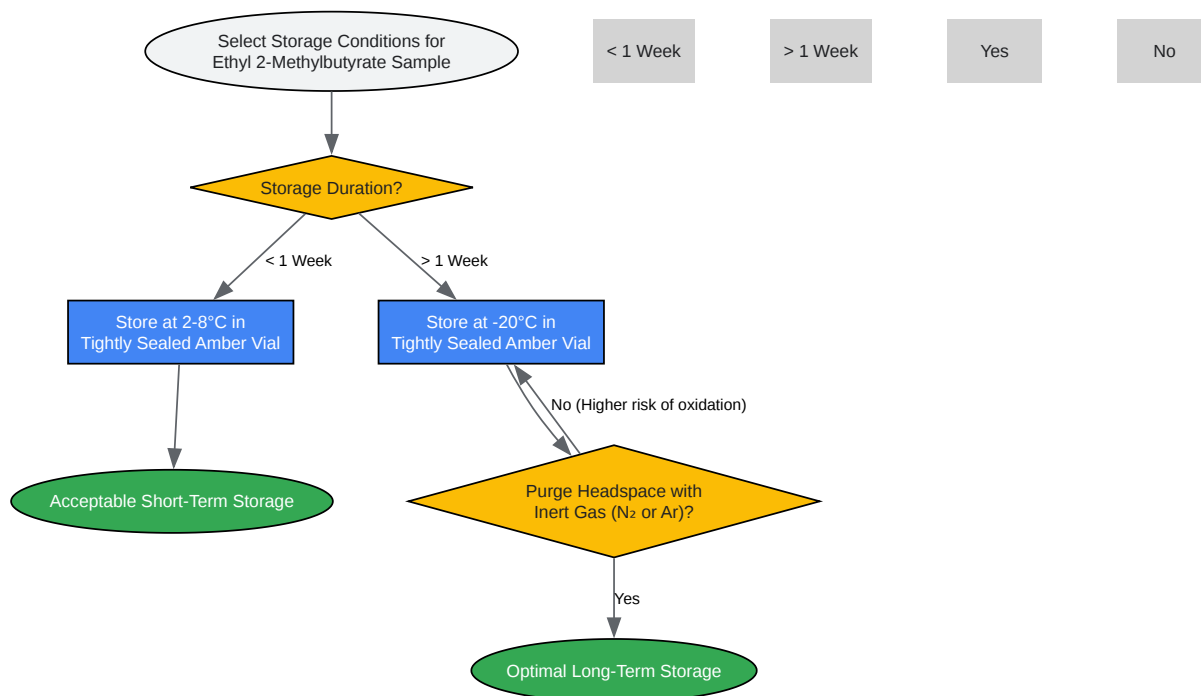 Select Storage Conditions for
Ethyl 2-Methylbutyrate Sample
< 1 Week
> 1 Week
Yes
No
Storage Duration?
< 1 Week
> 1 Week
Store at 2-8°C in
Tightly Sealed Amber Vial
Store at -20°C in
Tightly Sealed Amber Vial
No (Higher risk of oxidation)
Acceptable Short-Term Storage
Purge Headspace with
Inert Gas (N₂ or Ar)?
Yes
Optimal Long-Term Storage